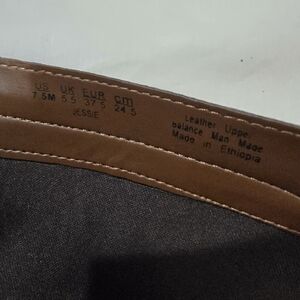 US UK EUR cm
7.5M 5.5 37.5 24.5
JESSIE
Leather Upper
balance Man Made
Made in Ethiopia